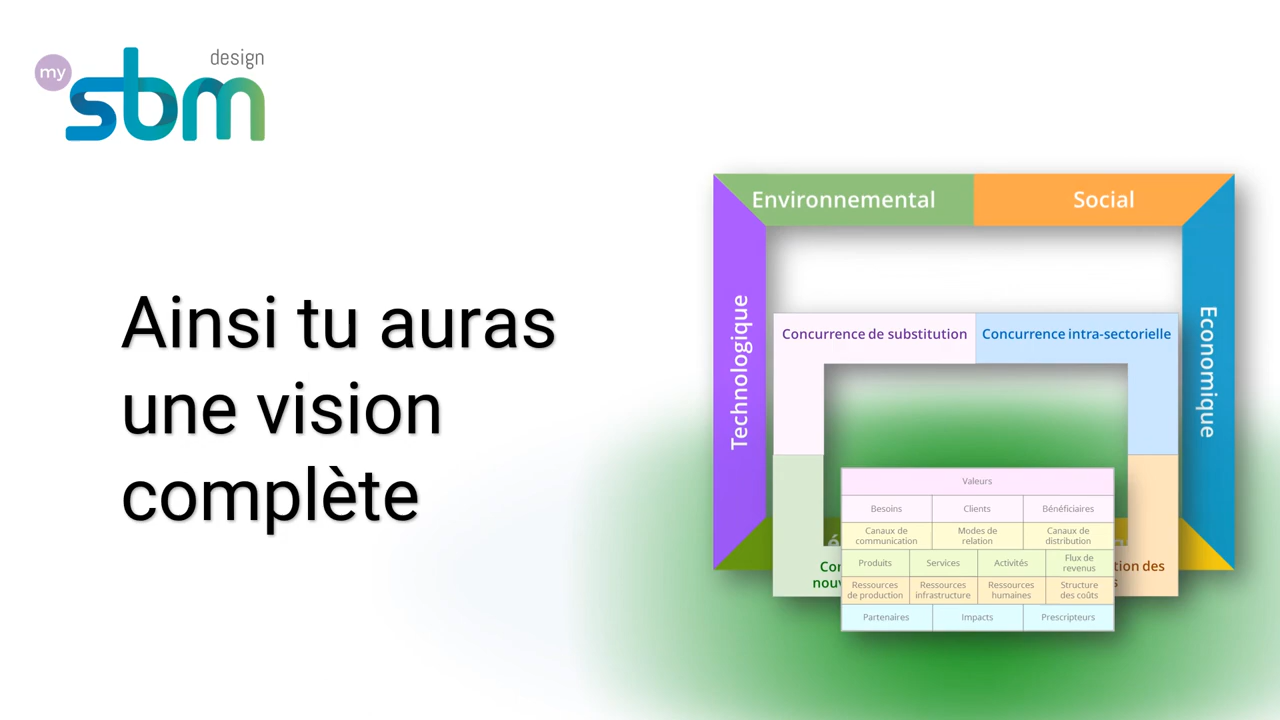 my
sbm
design
Ainsi tu auras
une vision
complète
Environnemental
Social
Technologique
Economique
Concurrence de substitution
Concurrence intra-sectorielle
Valeurs
Besoins
Clients
Bénéficiaires
Canaux de
communication
Modes de
relation
Canaux de
distribution
Produits
Services
Activités
Flux de
revenus
Ressources
de production
Ressources
infrastructure
Ressources
humaines
Structure
des coûts
Partenaires
Impacts
Prescripteurs
des